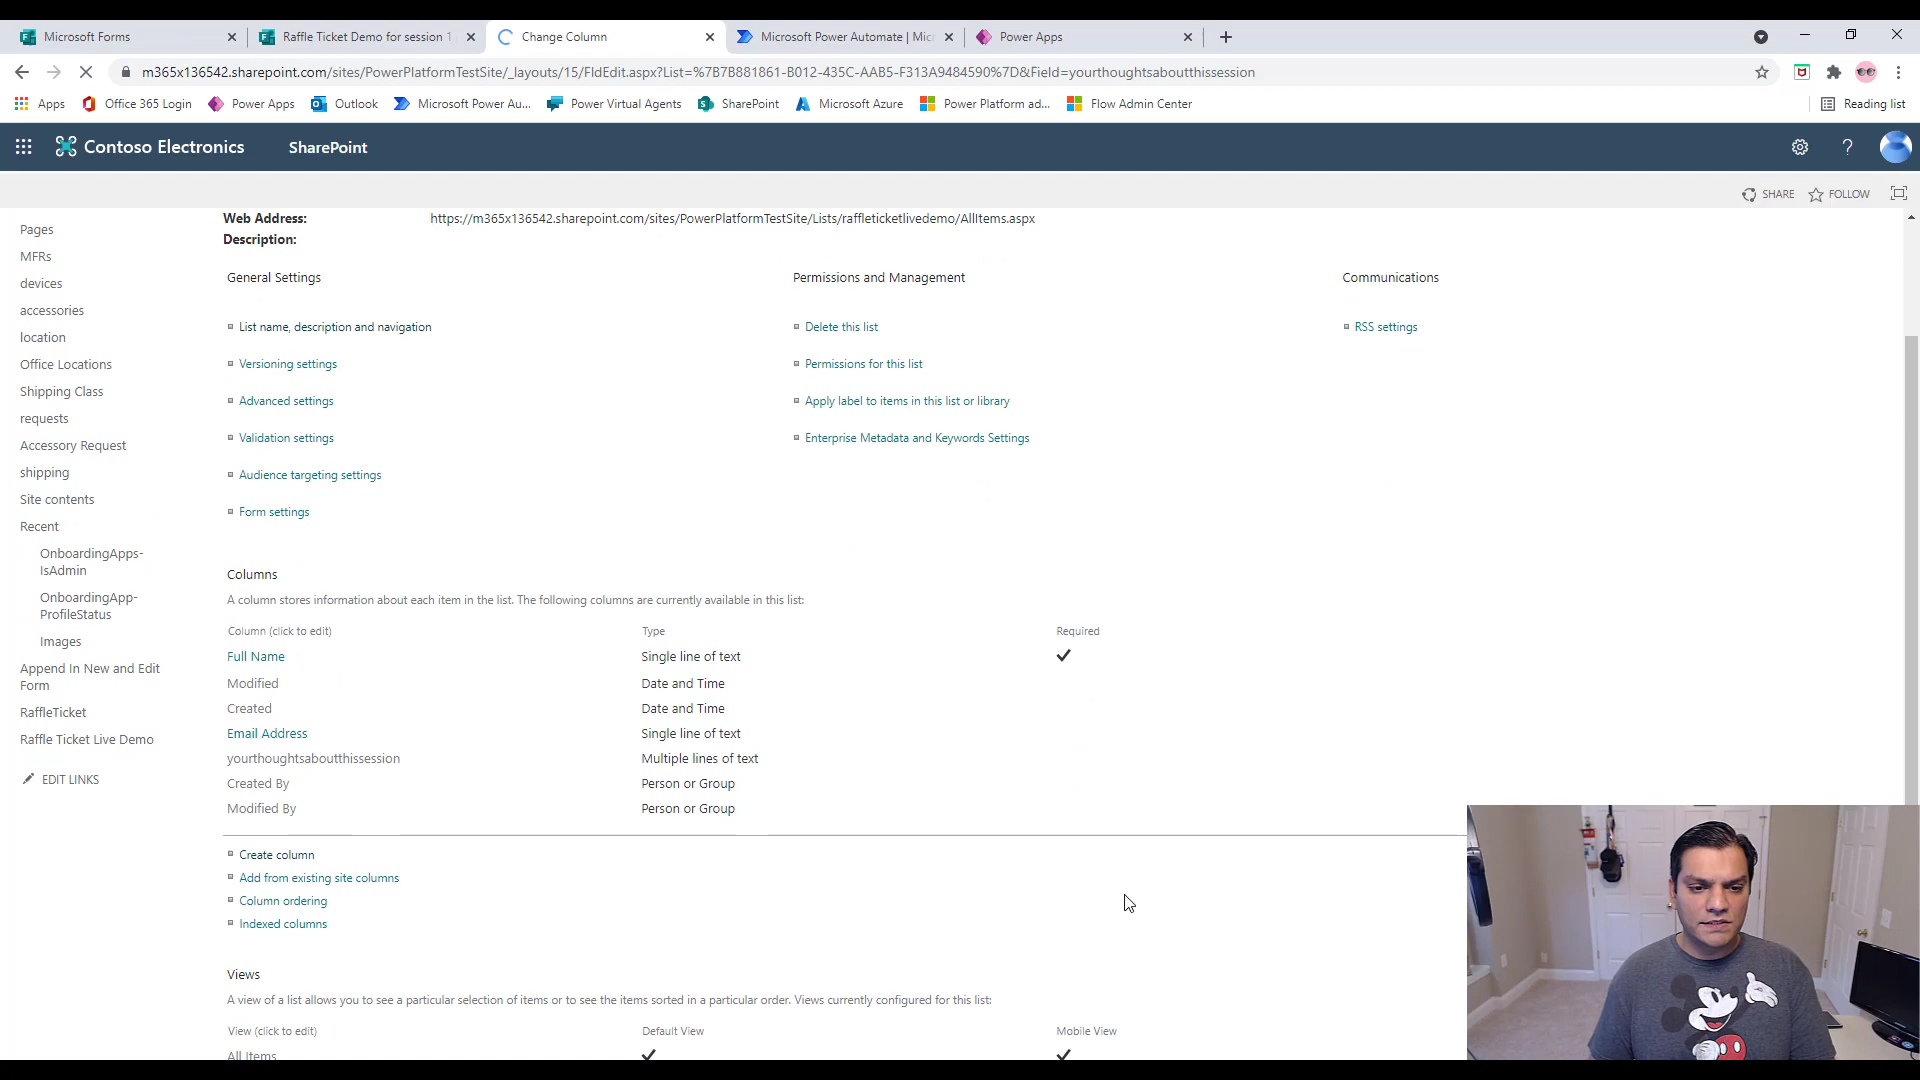 Microsoft Forms
Raffle Ticket Demo for session 1
Change Column
Microsoft Power Automate | Mic
Power Apps
m365x136542.sharepoint.com/sites/PowerPlatformTestSite/_layouts/15/FldEdit.aspx?List=%7B7B881861-B012-435C-AAB5-F313A9484590%7D&Field=yourthoughtsaboutthissession
Apps
Office 365 Login
Power Apps
Outlook
Microsoft Power Au...
Power Virtual Agents
SharePoint
Microsoft Azure
Power Platform ad...
Flow Admin Center
Reading list
Contoso Electronics
SharePoint
?
SHARE
FOLLOW
Pages
MFRs
devices
accessories
location
Office Locations
Shipping Class
requests
Accessory Request
shipping
Site contents
Recent
OnboardingApps-
IsAdmin
OnboardingApp-
ProfileStatus
Images
Append In New and Edit
Form
RaffleTicket
Raffle Ticket Live Demo
EDIT LINKS
Web Address: https://m365x136542.sharepoint.com/sites/PowerPlatformTestSite/Lists/raffleticketlivedemo/AllItems.aspx
Description:
General Settings
List name, description and navigation
Versioning settings
Advanced settings
Validation settings
Audience targeting settings
Form settings
Permissions and Management
Delete this list
Permissions for this list
Apply label to items in this list or library
Enterprise Metadata and Keywords Settings
Communications
RSS settings
Columns
A column stores information about each item in the list. The following columns are currently available in this list:
Column (click to edit) Type Required
Full Name Single line of text
Modified Date and Time
Created Date and Time
Email Address Single line of text
yourthoughtsaboutthissession Multiple lines of text
Created By Person or Group
Modified By Person or Group
Create column
Add from existing site columns
Column ordering
Indexed columns
Views
A view of a list allows you to see a particular selection of items or to see the items sorted in a particular order. Views currently configured for this list:
View (click to edit) Default View Mobile View
All Items